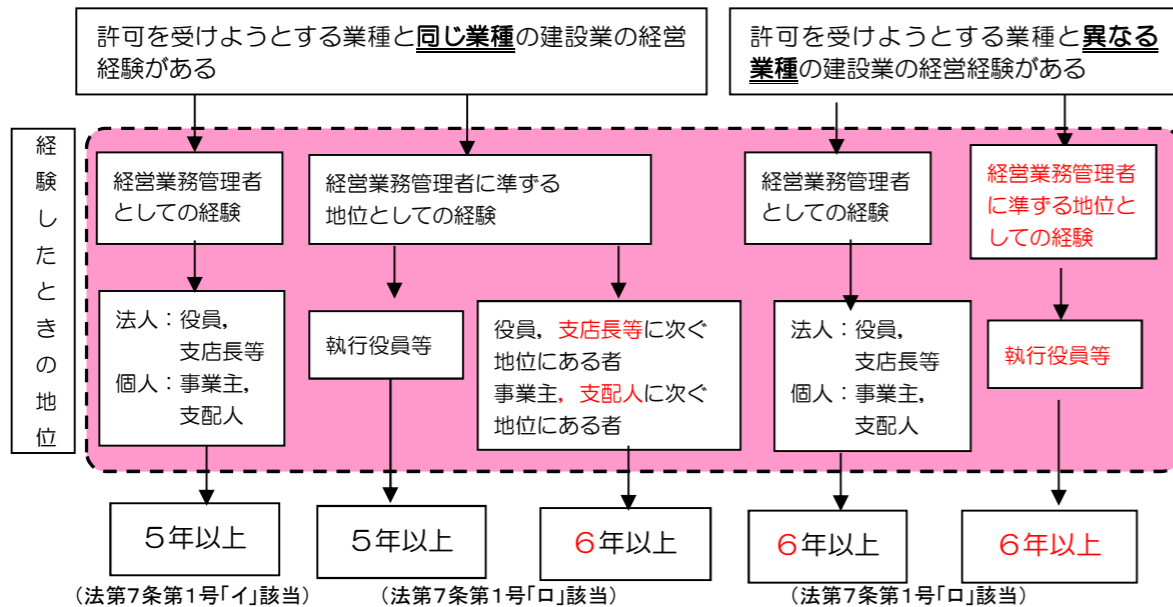 許可を受けようとする業種と同じ業種の建設業の経営
経験がある
許可を受けようとする業種と異なる
業種の建設業の経営経験がある
経験したときの地位
経営業務管理者
としての経験
経営業務管理者に準ずる
地位としての経験
経営業務管理者
としての経験
経営業務管理者
に準ずる地位と
しての経験
法人：役員，
支店長等
個人：事業主，
支配人
執行役員等
役員，支店長等に次ぐ
地位にある者
事業主，支配人に次ぐ
地位にある者
法人：役員，
支店長等
個人：事業主，
支配人
執行役員等
５年以上
５年以上
６年以上
６年以上
６年以上
（法第7条第1号「イ」該当）
（法第7条第1号「ロ」該当）
（法第7条第1号「ロ」該当）